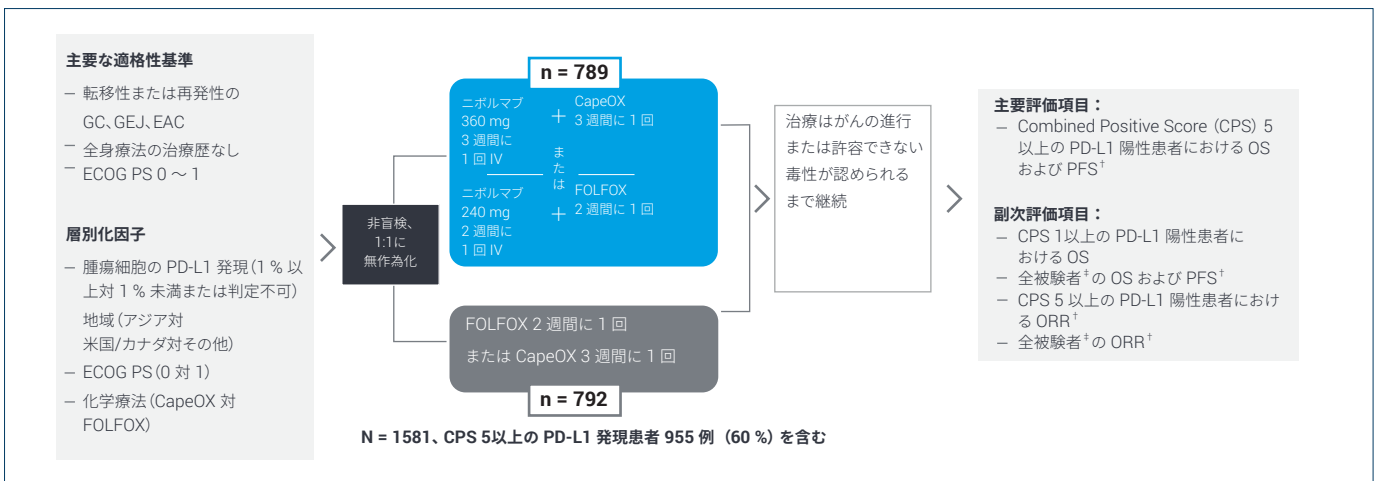 主要な適格性基準
− 転移性または再発性の
GC、GEJ、EAC
− 全身療法の治療歴なし
− ECOG PS 0 ~ 1
層別化因子
− 腫瘍細胞の PD-L1 発現(1 % 以
上対 1 % 未満または判定不可)
地域(アジア対
米国/カナダ対その他)
− ECOG PS(0 対 1)
− 化学療法(CapeOX 対
FOLFOX)
非盲検、
1:1に
無作為化
n = 789
ニボルマブ
360 mg
3 週間に
1 回 IV
+
CapeOX
3 週間に 1 回
または
ニボルマブ
240 mg
2 週間に
1 回 IV
+
FOLFOX
2 週間に 1 回
FOLFOX 2 週間に 1 回
または CapeOX 3 週間に 1 回
n = 792
N = 1581、CPS 5以上の PD-L1 発現患者 955 例(60 %)を含む
治療はがんの進行
または許容できない
毒性が認められる
まで継続
主要評価項目:
− Combined Positive Score(CPS)5
以上の PD-L1 陽性患者における OS
および PFS†
副次評価項目:
− CPS 1以上の PD-L1 陽性患者に
おける OS
− 全被験者‡の OS および PFS†
− CPS 5 以上の PD-L1 陽性患者におけ
る ORR†
− 全被験者‡の ORR†